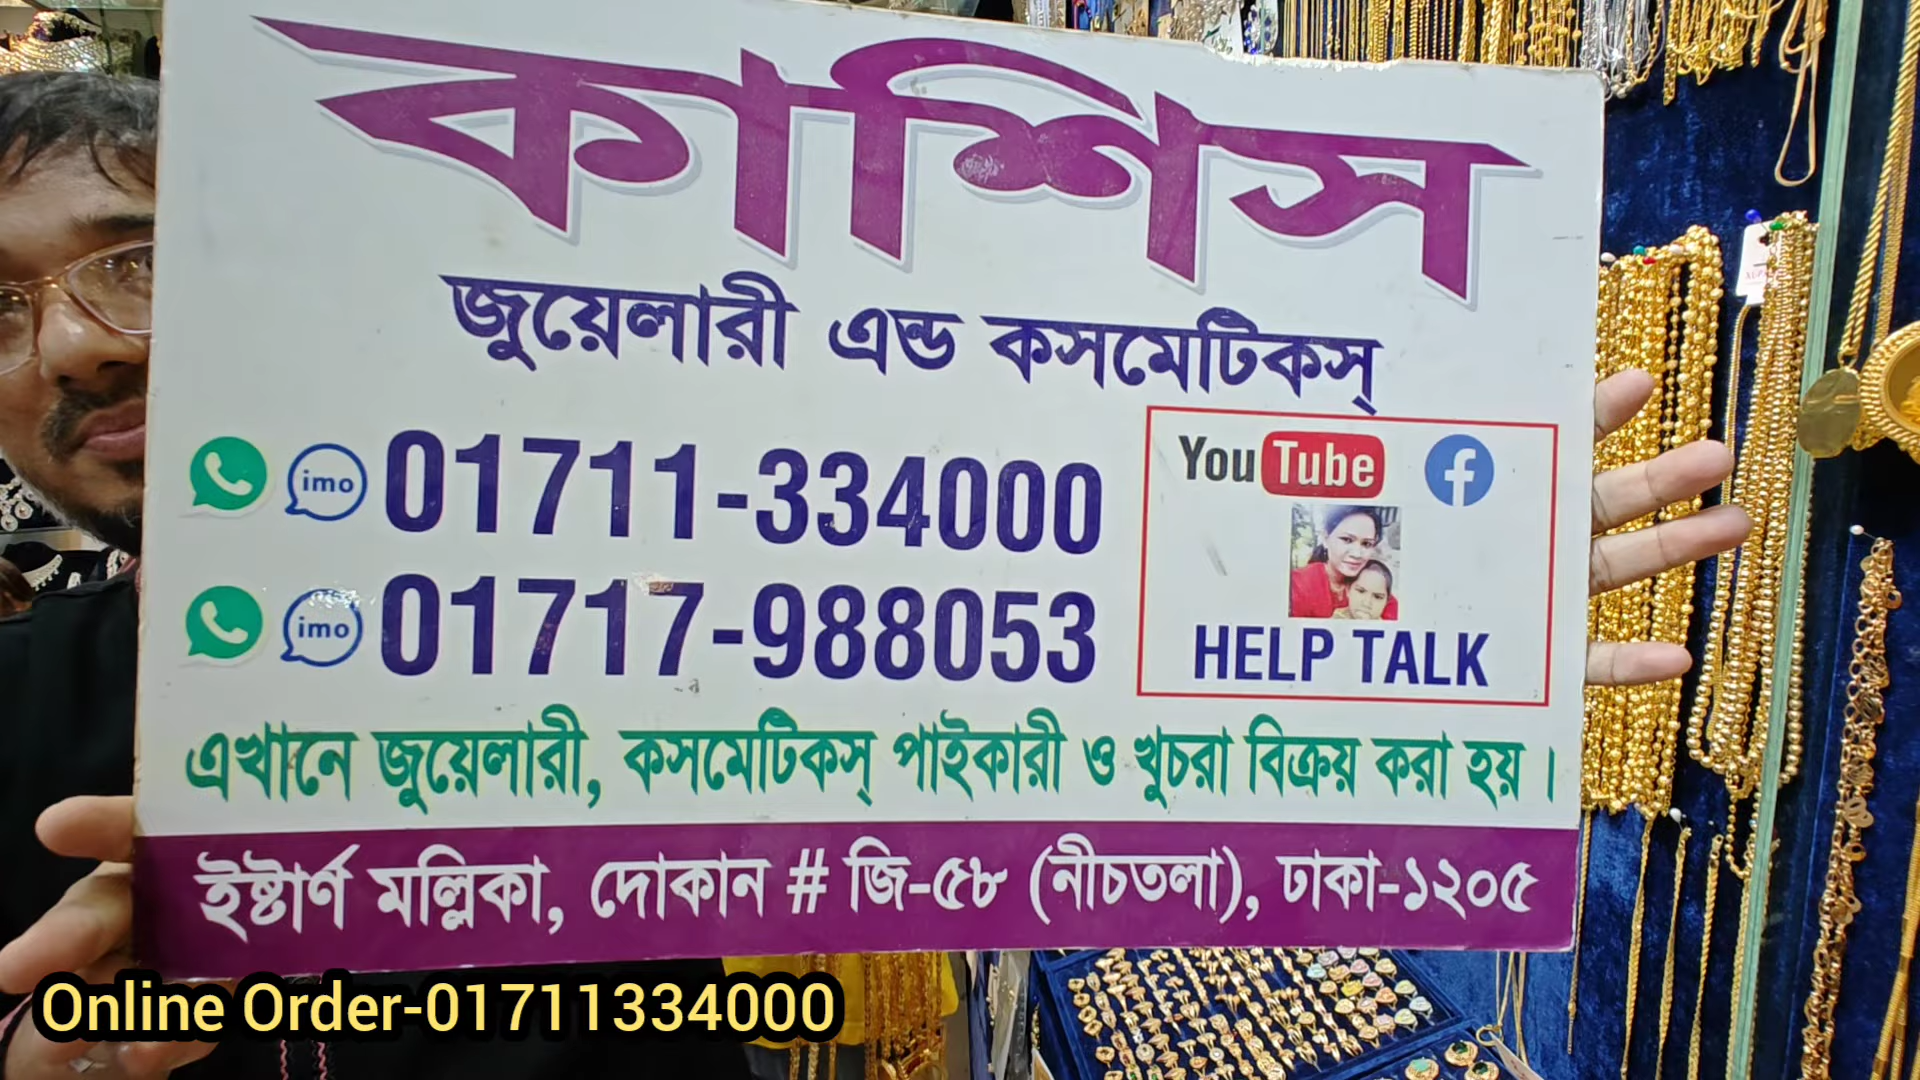 কাশিস
জুয়েলারী এন্ড কসমেটিকস্
imo 01711-334000
imo 01717-988053
YouTube
HELP TALK
এখানে জুয়েলারী, কসমেটিকস্ পাইকারী ও খুচরা বিক্রয় করা হয়।
ইষ্টার্ণ মল্লিকা, দোকান # জি-৫৮ (নীচতলা), ঢাকা-১২০৫
Online Order-01711334000